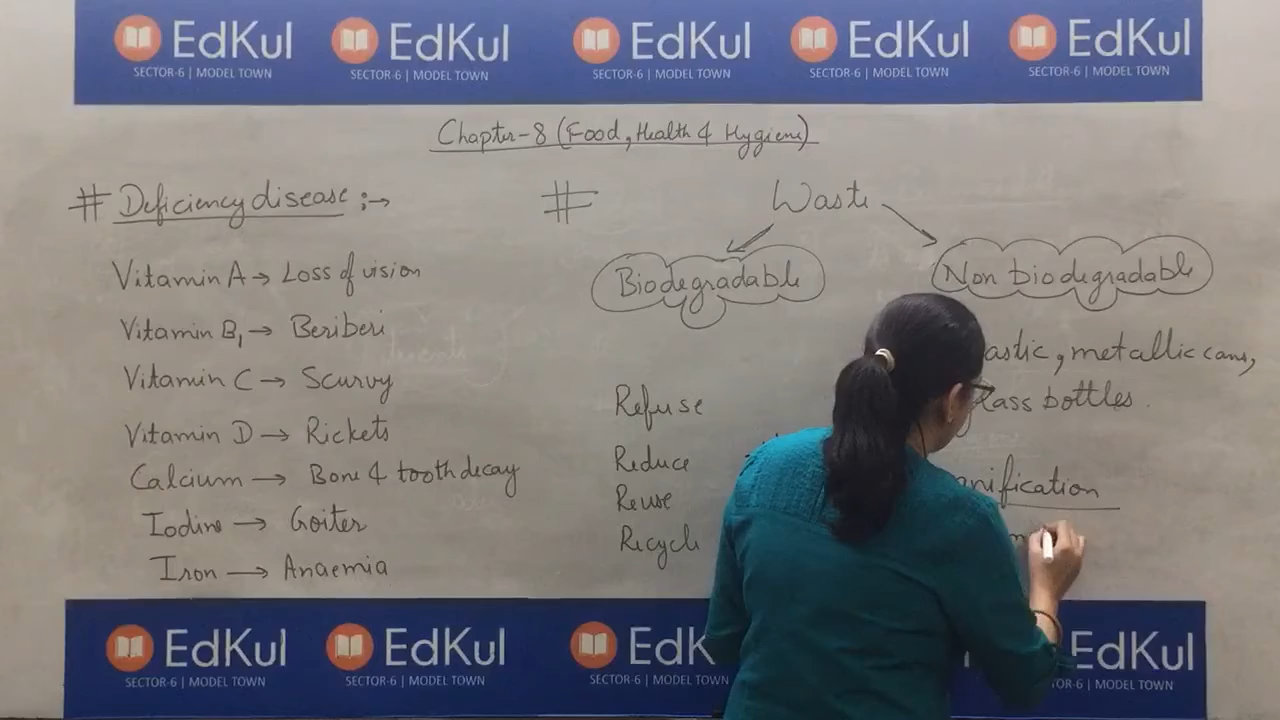 EdKul EdKul EdKul EdKul EdKul
SECTOR-6 | MODEL TOWN SECTOR-6 | MODEL TOWN SECTOR-6 | MODEL TOWN SECTOR-6 | MODEL TOWN SECTOR-6 | MODEL TOWN
Chapter-8 (Food, Health & Hygiene)
# Deficiency disease :→
Vitamin A → Loss of vision
Vitamin B1 → Beriberi
Vitamin C → Scurvy
Vitamin D → Rickets
Calcium → Bone & tooth decay
Iodine → Goiter
Iron → Anaemia
# Waste
Biodegradable Non biodegradable
astic, metallic cans,
lass bottles.
Refuse
Reduce
Reuse
Recycle
nification
EdKul EdKul EdK Kul
SECTOR-6 | MODEL TOWN SECTOR-6 | MODEL TOWN SECTOR-6 | MODEL TOR-6 | MODEL TOWN